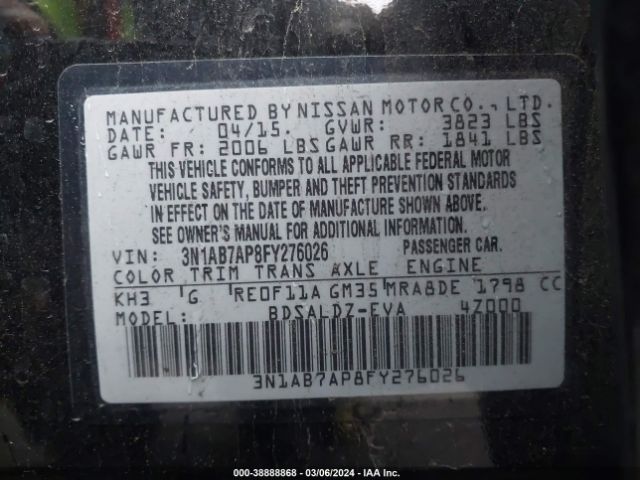 MANUFACTURED BY NISSAN MOTOR CO., LTD.
DATE: 04/15. GVWR: 3823 LBS
GAWR FR: 2006 LBS GAWR RR: 1841 LBS
THIS VEHICLE CONFORMS TO ALL APPLICABLE FEDERAL MOTOR
VEHICLE SAFETY, BUMPER AND THEFT PREVENTION STANDARDS
IN EFFECT ON THE DATE OF MANUFACTURE SHOWN ABOVE.
SEE OWNER'S MANUAL FOR ADDITIONAL INFORMATION.
VIN: 3N1AB7AP8FY276026 PASSENGER CAR.
COLOR TRIM TRANS AXLE ENGINE
KH3 G RE0F11A GM35 MRA8DE 1798 CC
MODEL: BDSALDZ-EVA 4Z000
3N1AB7AP8FY276026
000-38888868 | 03/06/2024 - IAA Inc.